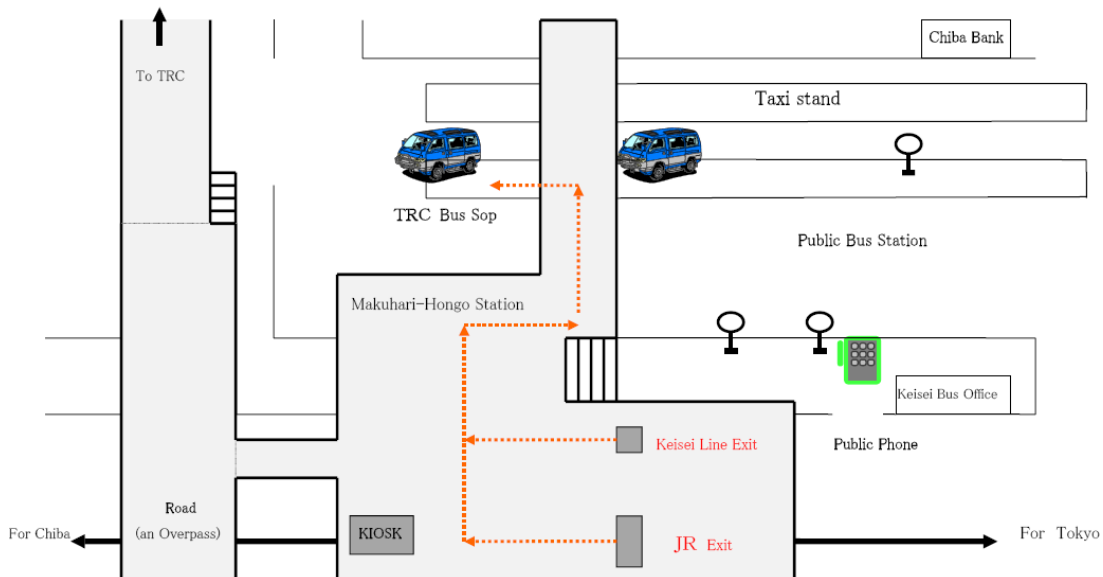 Chiba Bank
To TRC
Taxi stand
TRC Bus Sop
Public Bus Station
Makuhari-Hongo Station
Keisei Bus Office
Keisei Line Exit
Public Phone
Road
(an Overpass)
For Chiba
KIOSK
JR Exit
For Tokyo